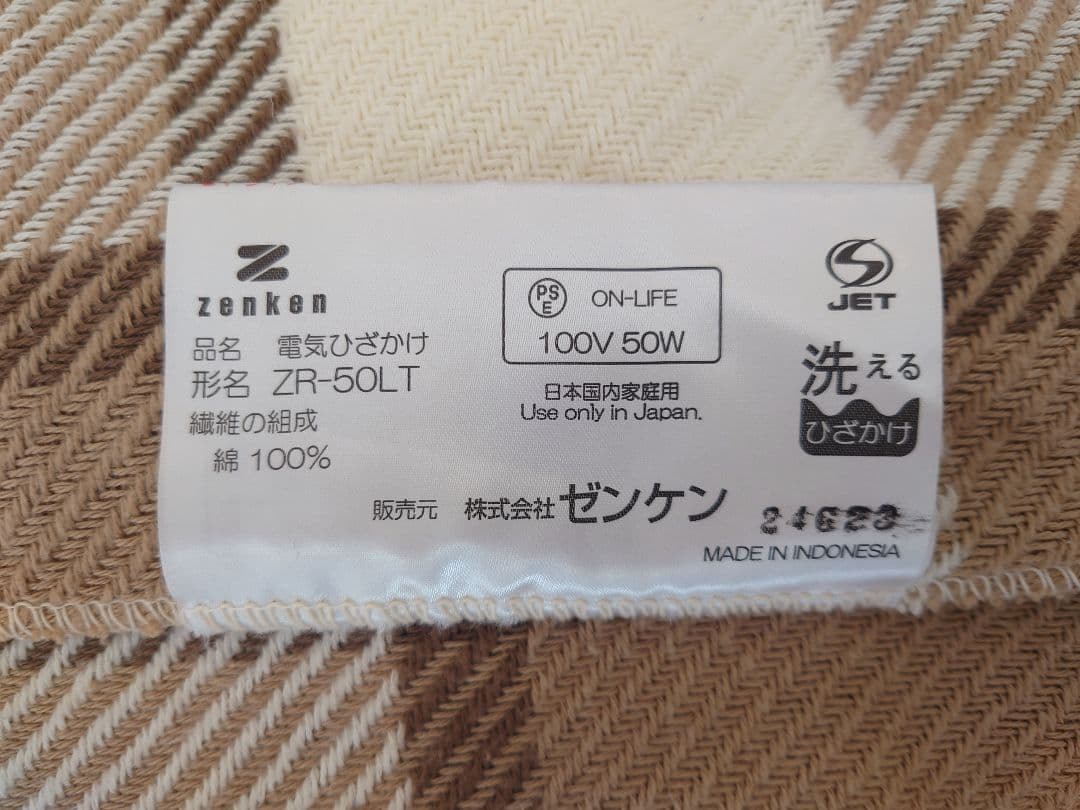 zenken
品名 電気ひざかけ
形名 ZR-50LT
繊維の組成
綿 100%
PSE ON-LIFE
100V 50W
日本国内家庭用
Use only in Japan.
JET
洗える
ひざかけ
販売元 株式会社ゼンケン
MADE IN INDONESIA